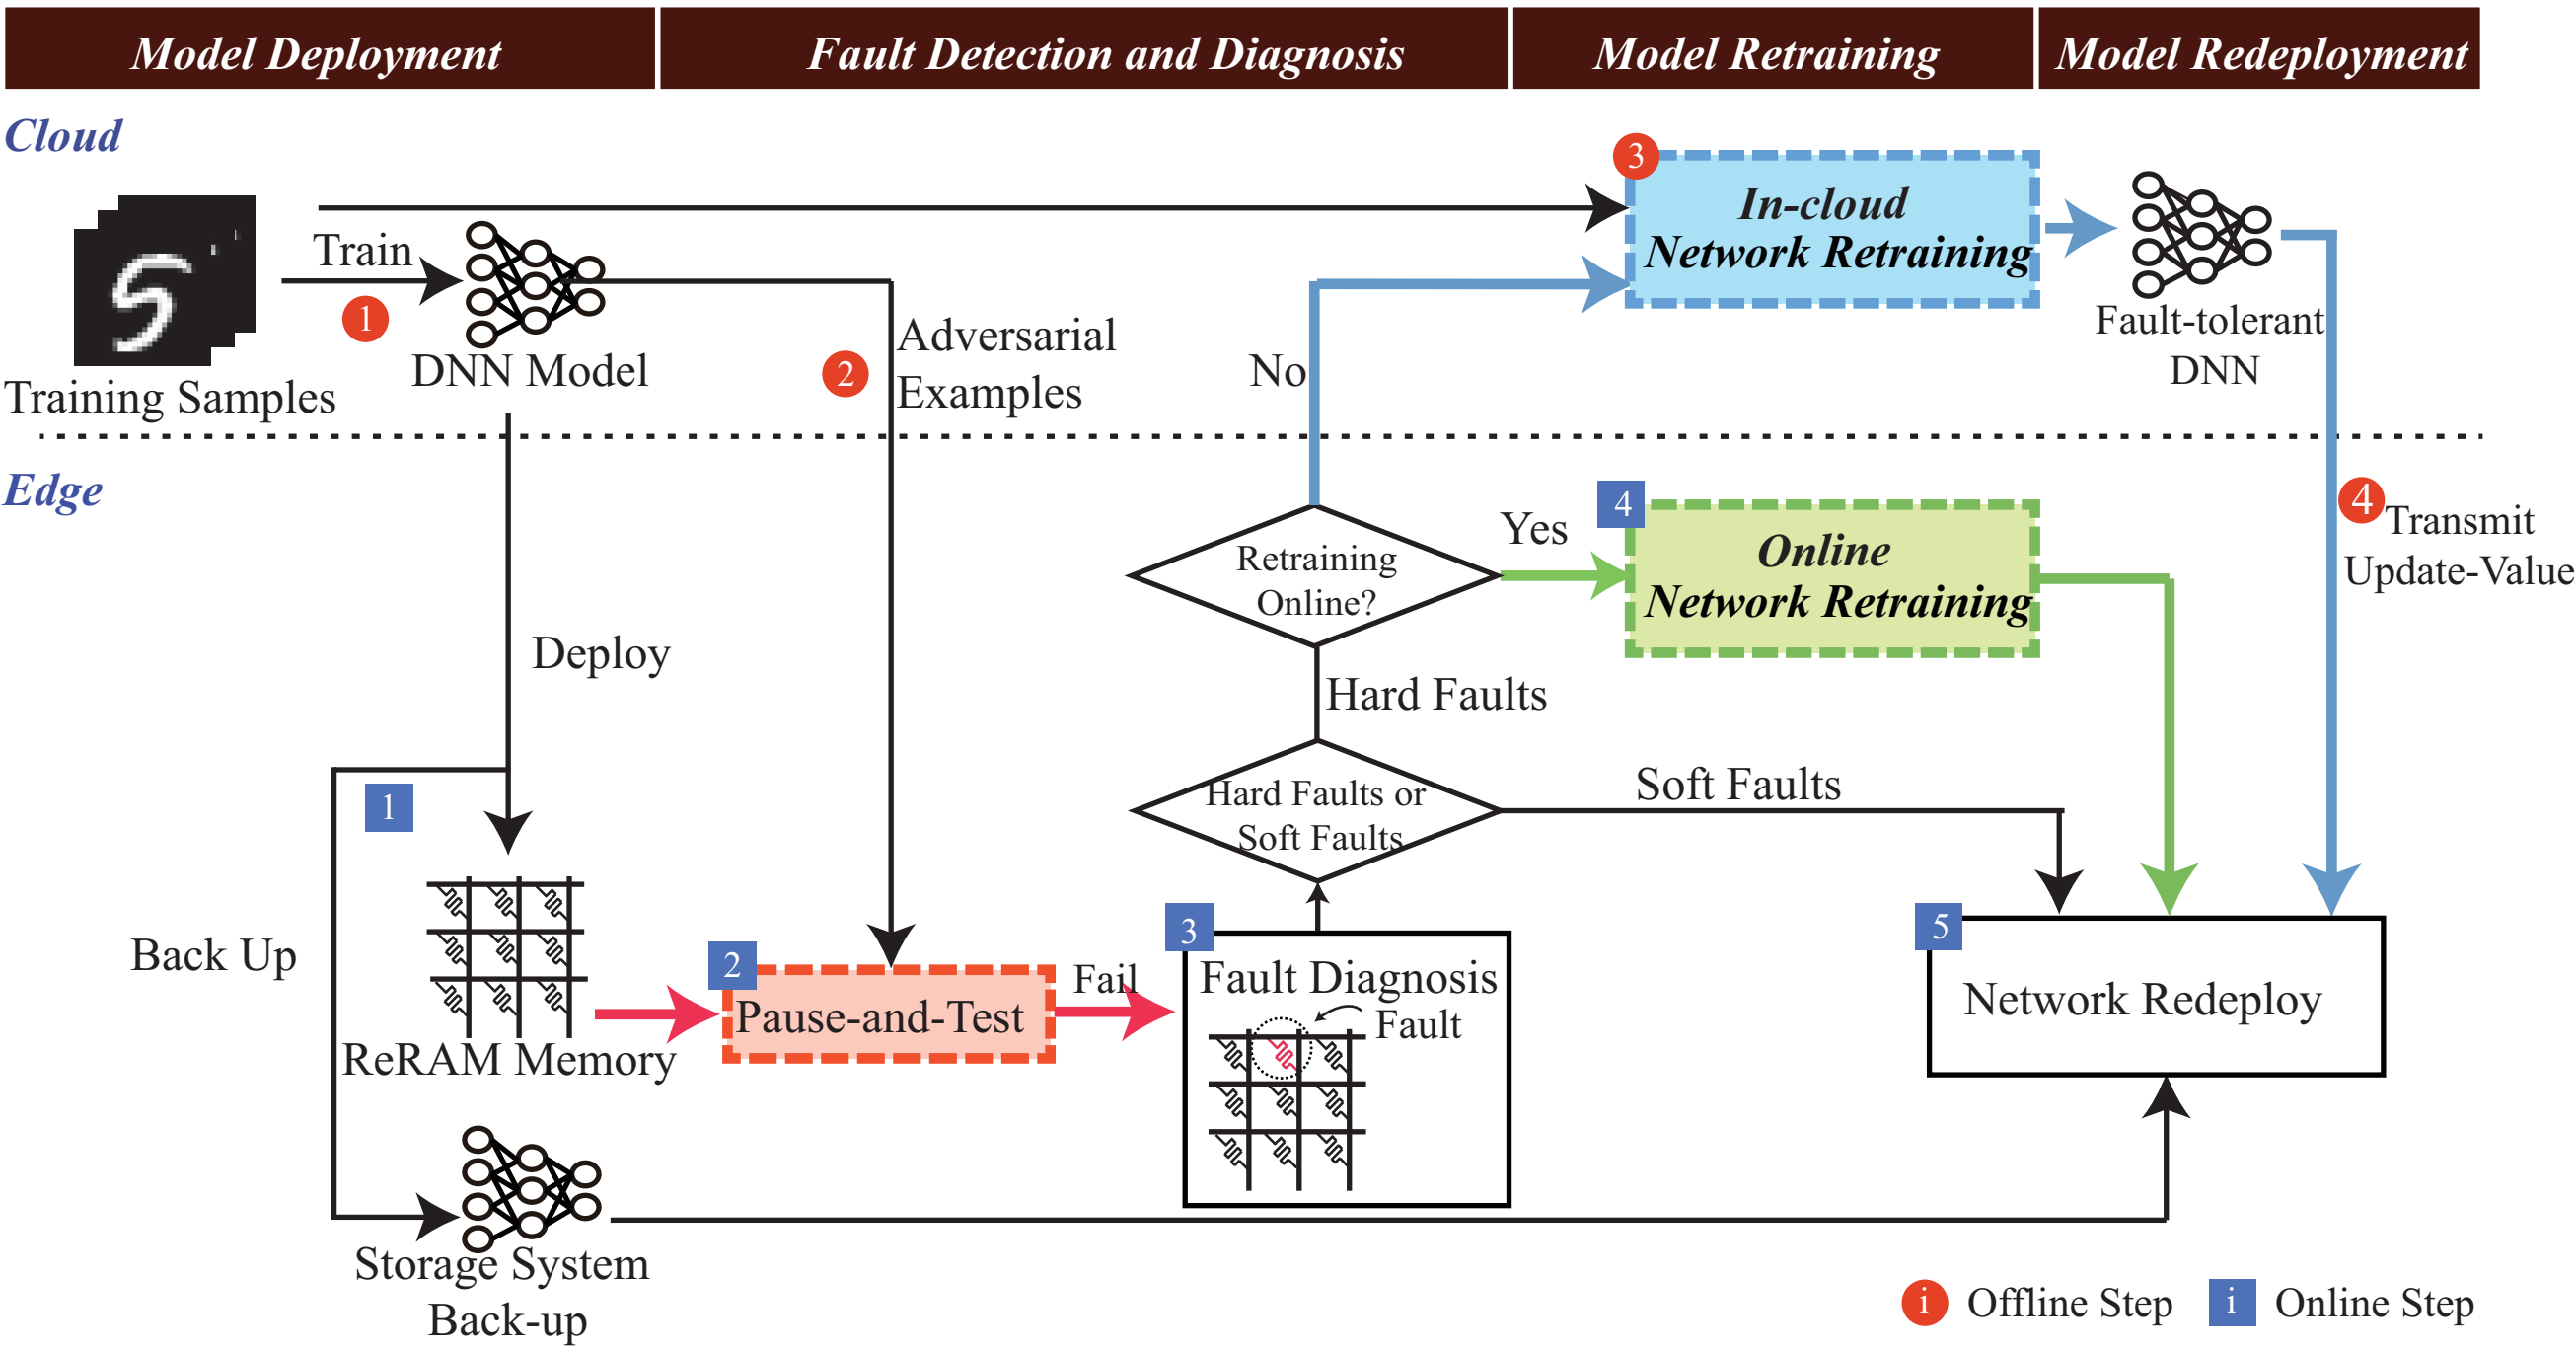 Model Deployment
Fault Detection and Diagnosis
Model Retraining
Model Redeployment
Cloud
3
In-cloud
Network Retraining
Train
1
DNN Model
Training Samples
2
Adversarial
Examples
No
Fault-tolerant
DNN
Edge
4
Transmit
Update-Value
Retraining
Online?
Yes
4
Online
Network Retraining
Deploy
Hard Faults
1
Hard Faults or
Soft Faults
Soft Faults
Back Up
ReRAM Memory
2
Pause-and-Test
Fail
3
Fault Diagnosis
Fault
5
Network Redeploy
Storage System
Back-up
i Offline Step
i Online Step